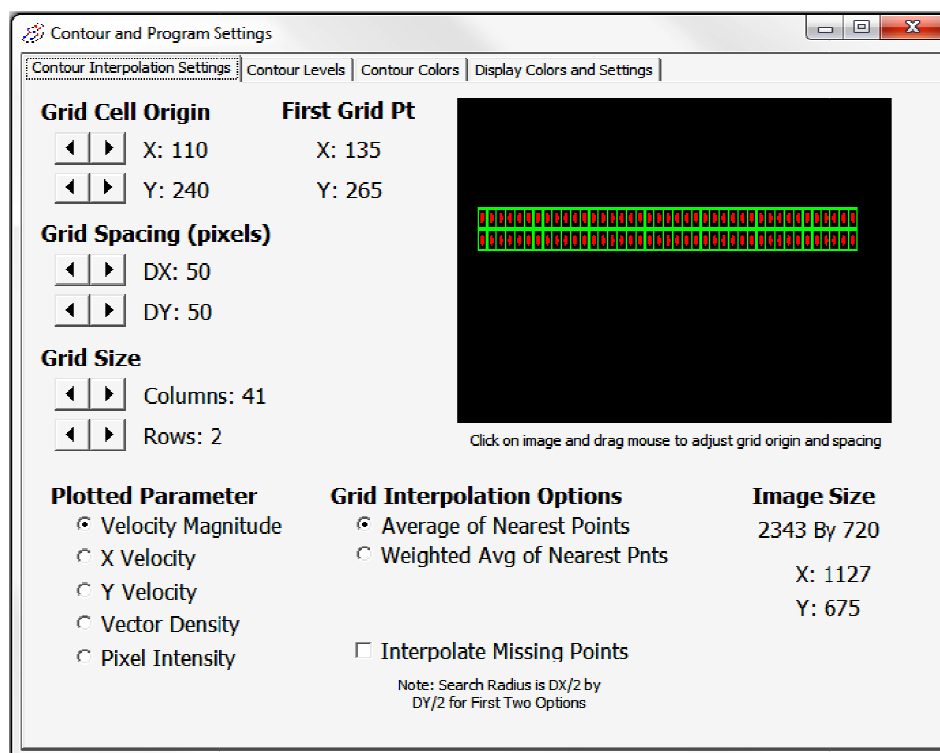 Contour and Program Settings
Contour Interpolation Settings Contour Levels Contour Colors Display Colors and Settings
Grid Cell Origin First Grid Pt
X: 110 X: 135
Y: 240 Y: 265
Grid Spacing (pixels)
DX: 50
DY: 50
Grid Size
Columns: 41
Rows: 2
Click on image and drag mouse to adjust grid origin and spacing
Plotted Parameter
Velocity Magnitude
X Velocity
Y Velocity
Vector Density
Pixel Intensity
Grid Interpolation Options
Average of Nearest Points
Weighted Avg of Nearest Pnts
Interpolate Missing Points
Note: Search Radius is DX/2 by
DY/2 for First Two Options
Image Size
2343 By 720
X: 1127
Y: 675